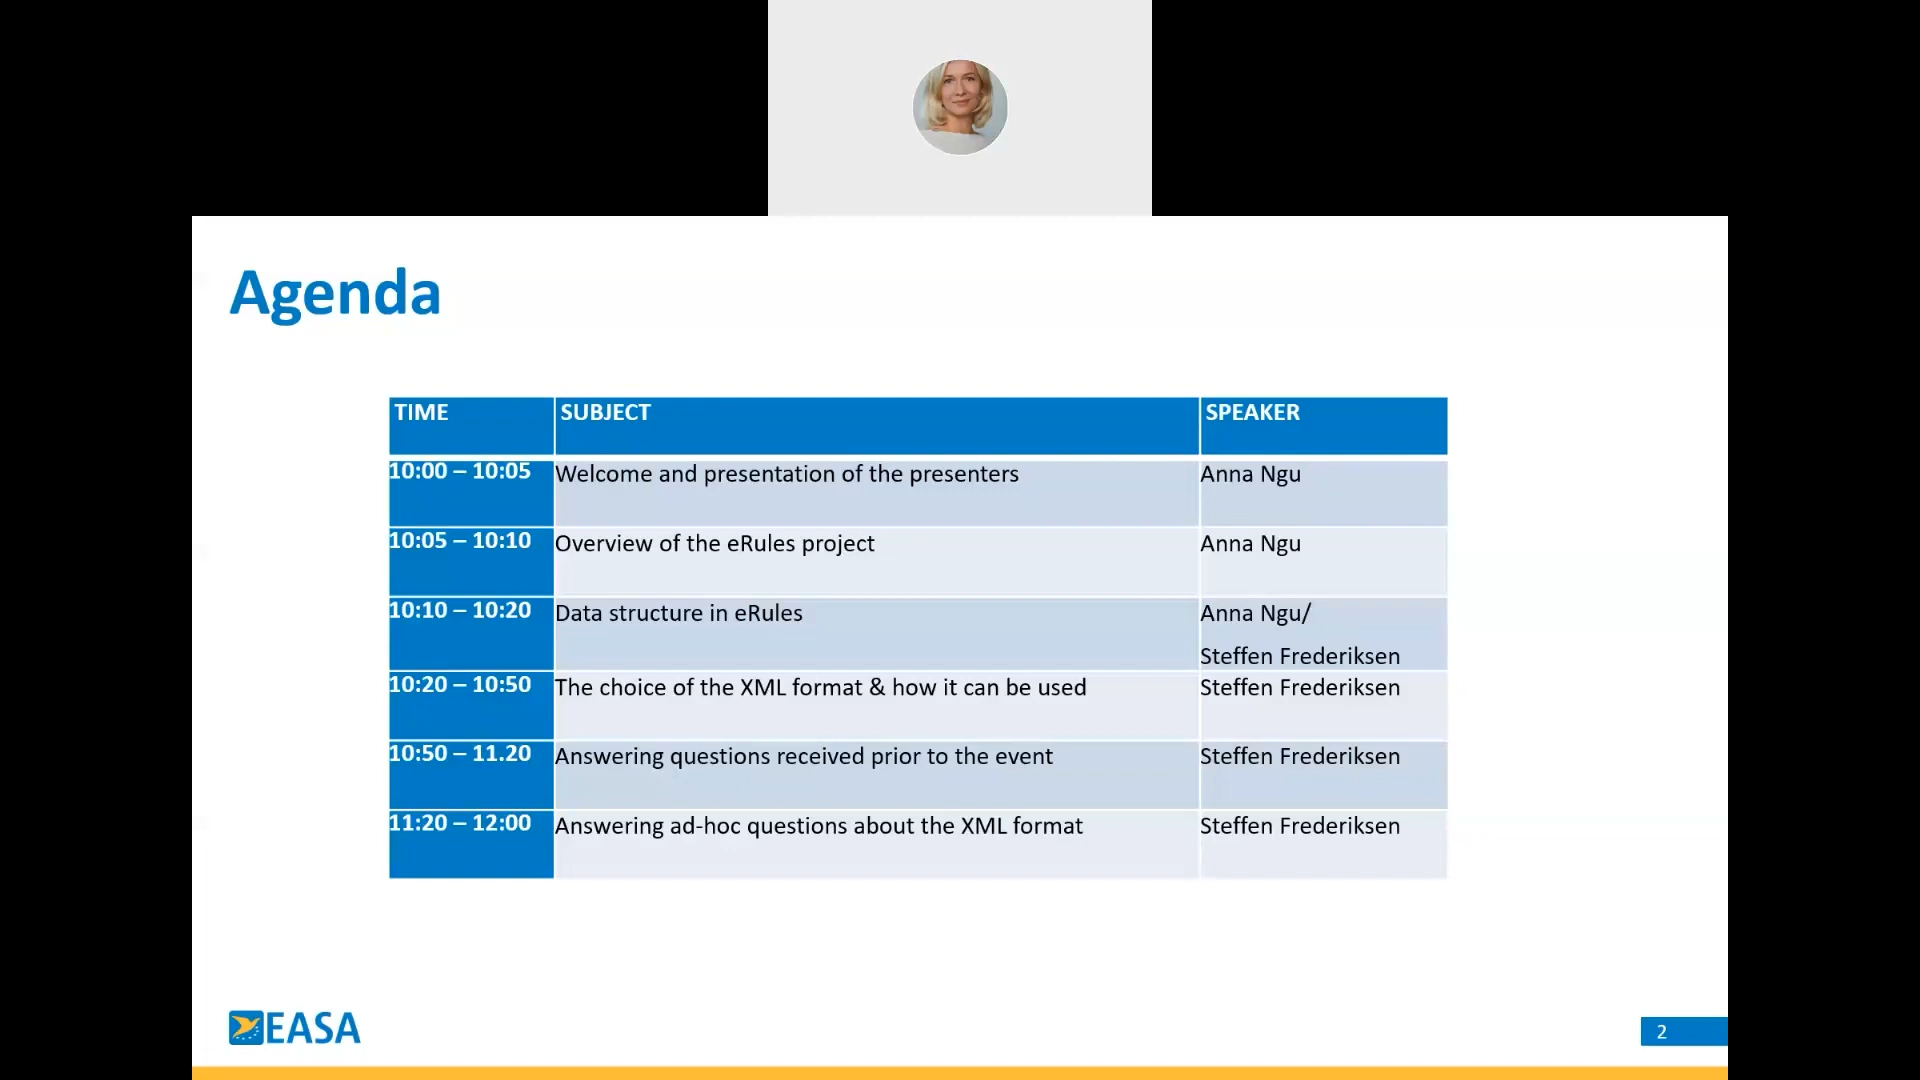 Agenda
TIME SUBJECT SPEAKER
10:00 – 10:05 Welcome and presentation of the presenters Anna Ngu
10:05 – 10:10 Overview of the eRules project Anna Ngu
10:10 – 10:20 Data structure in eRules Anna Ngu/
Steffen Frederiksen
10:20 – 10:50 The choice of the XML format & how it can be used Steffen Frederiksen
10:50 – 11.20 Answering questions received prior to the event Steffen Frederiksen
11:20 – 12:00 Answering ad-hoc questions about the XML format Steffen Frederiksen
EASA
2